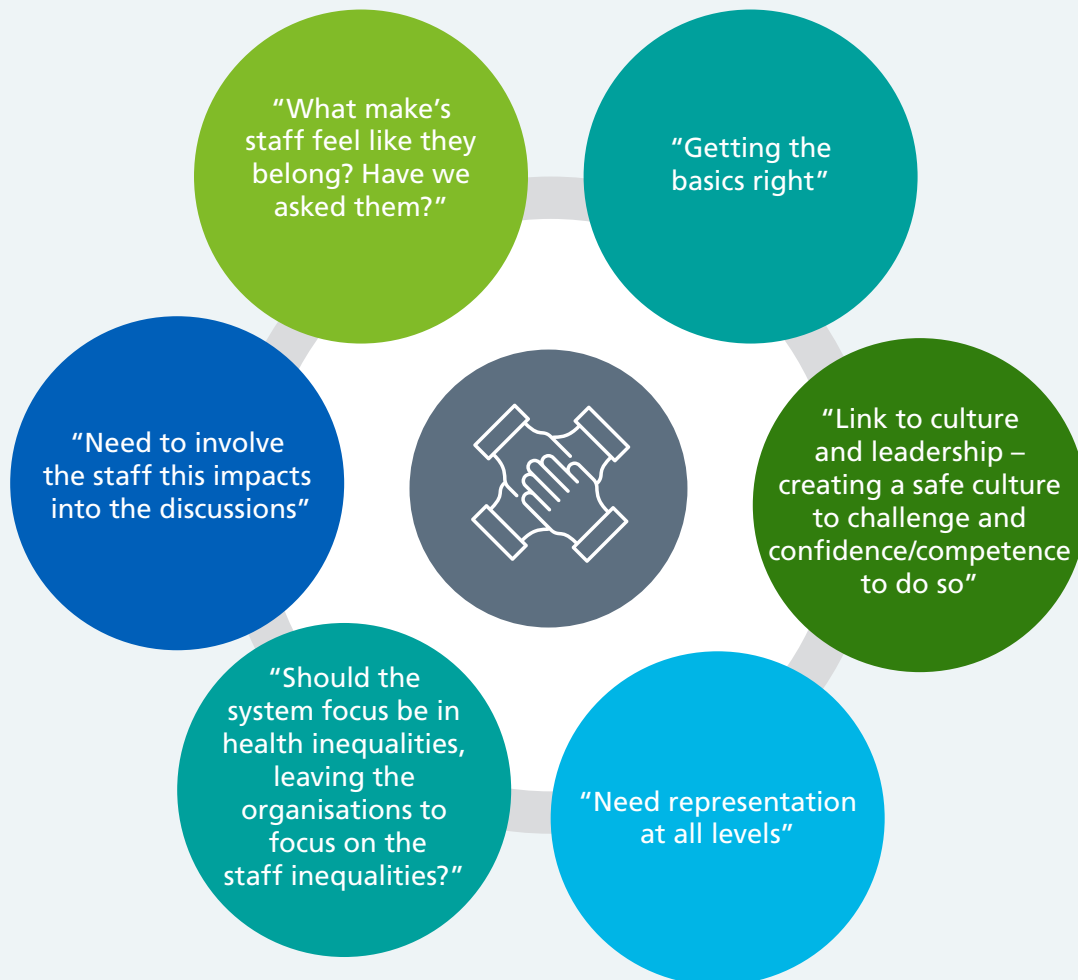 “What make’s
staff feel like they
belong? Have we
asked them?”
“Getting the
basics right”
“Link to culture
and leadership –
creating a safe culture
to challenge and
confidence/competence
to do so”
“Need representation
at all levels”
“Should the
system focus be in
health inequalities,
leaving the
organisations to
focus on the
staff inequalities?”
“Need to involve
the staff this impacts
into the discussions”